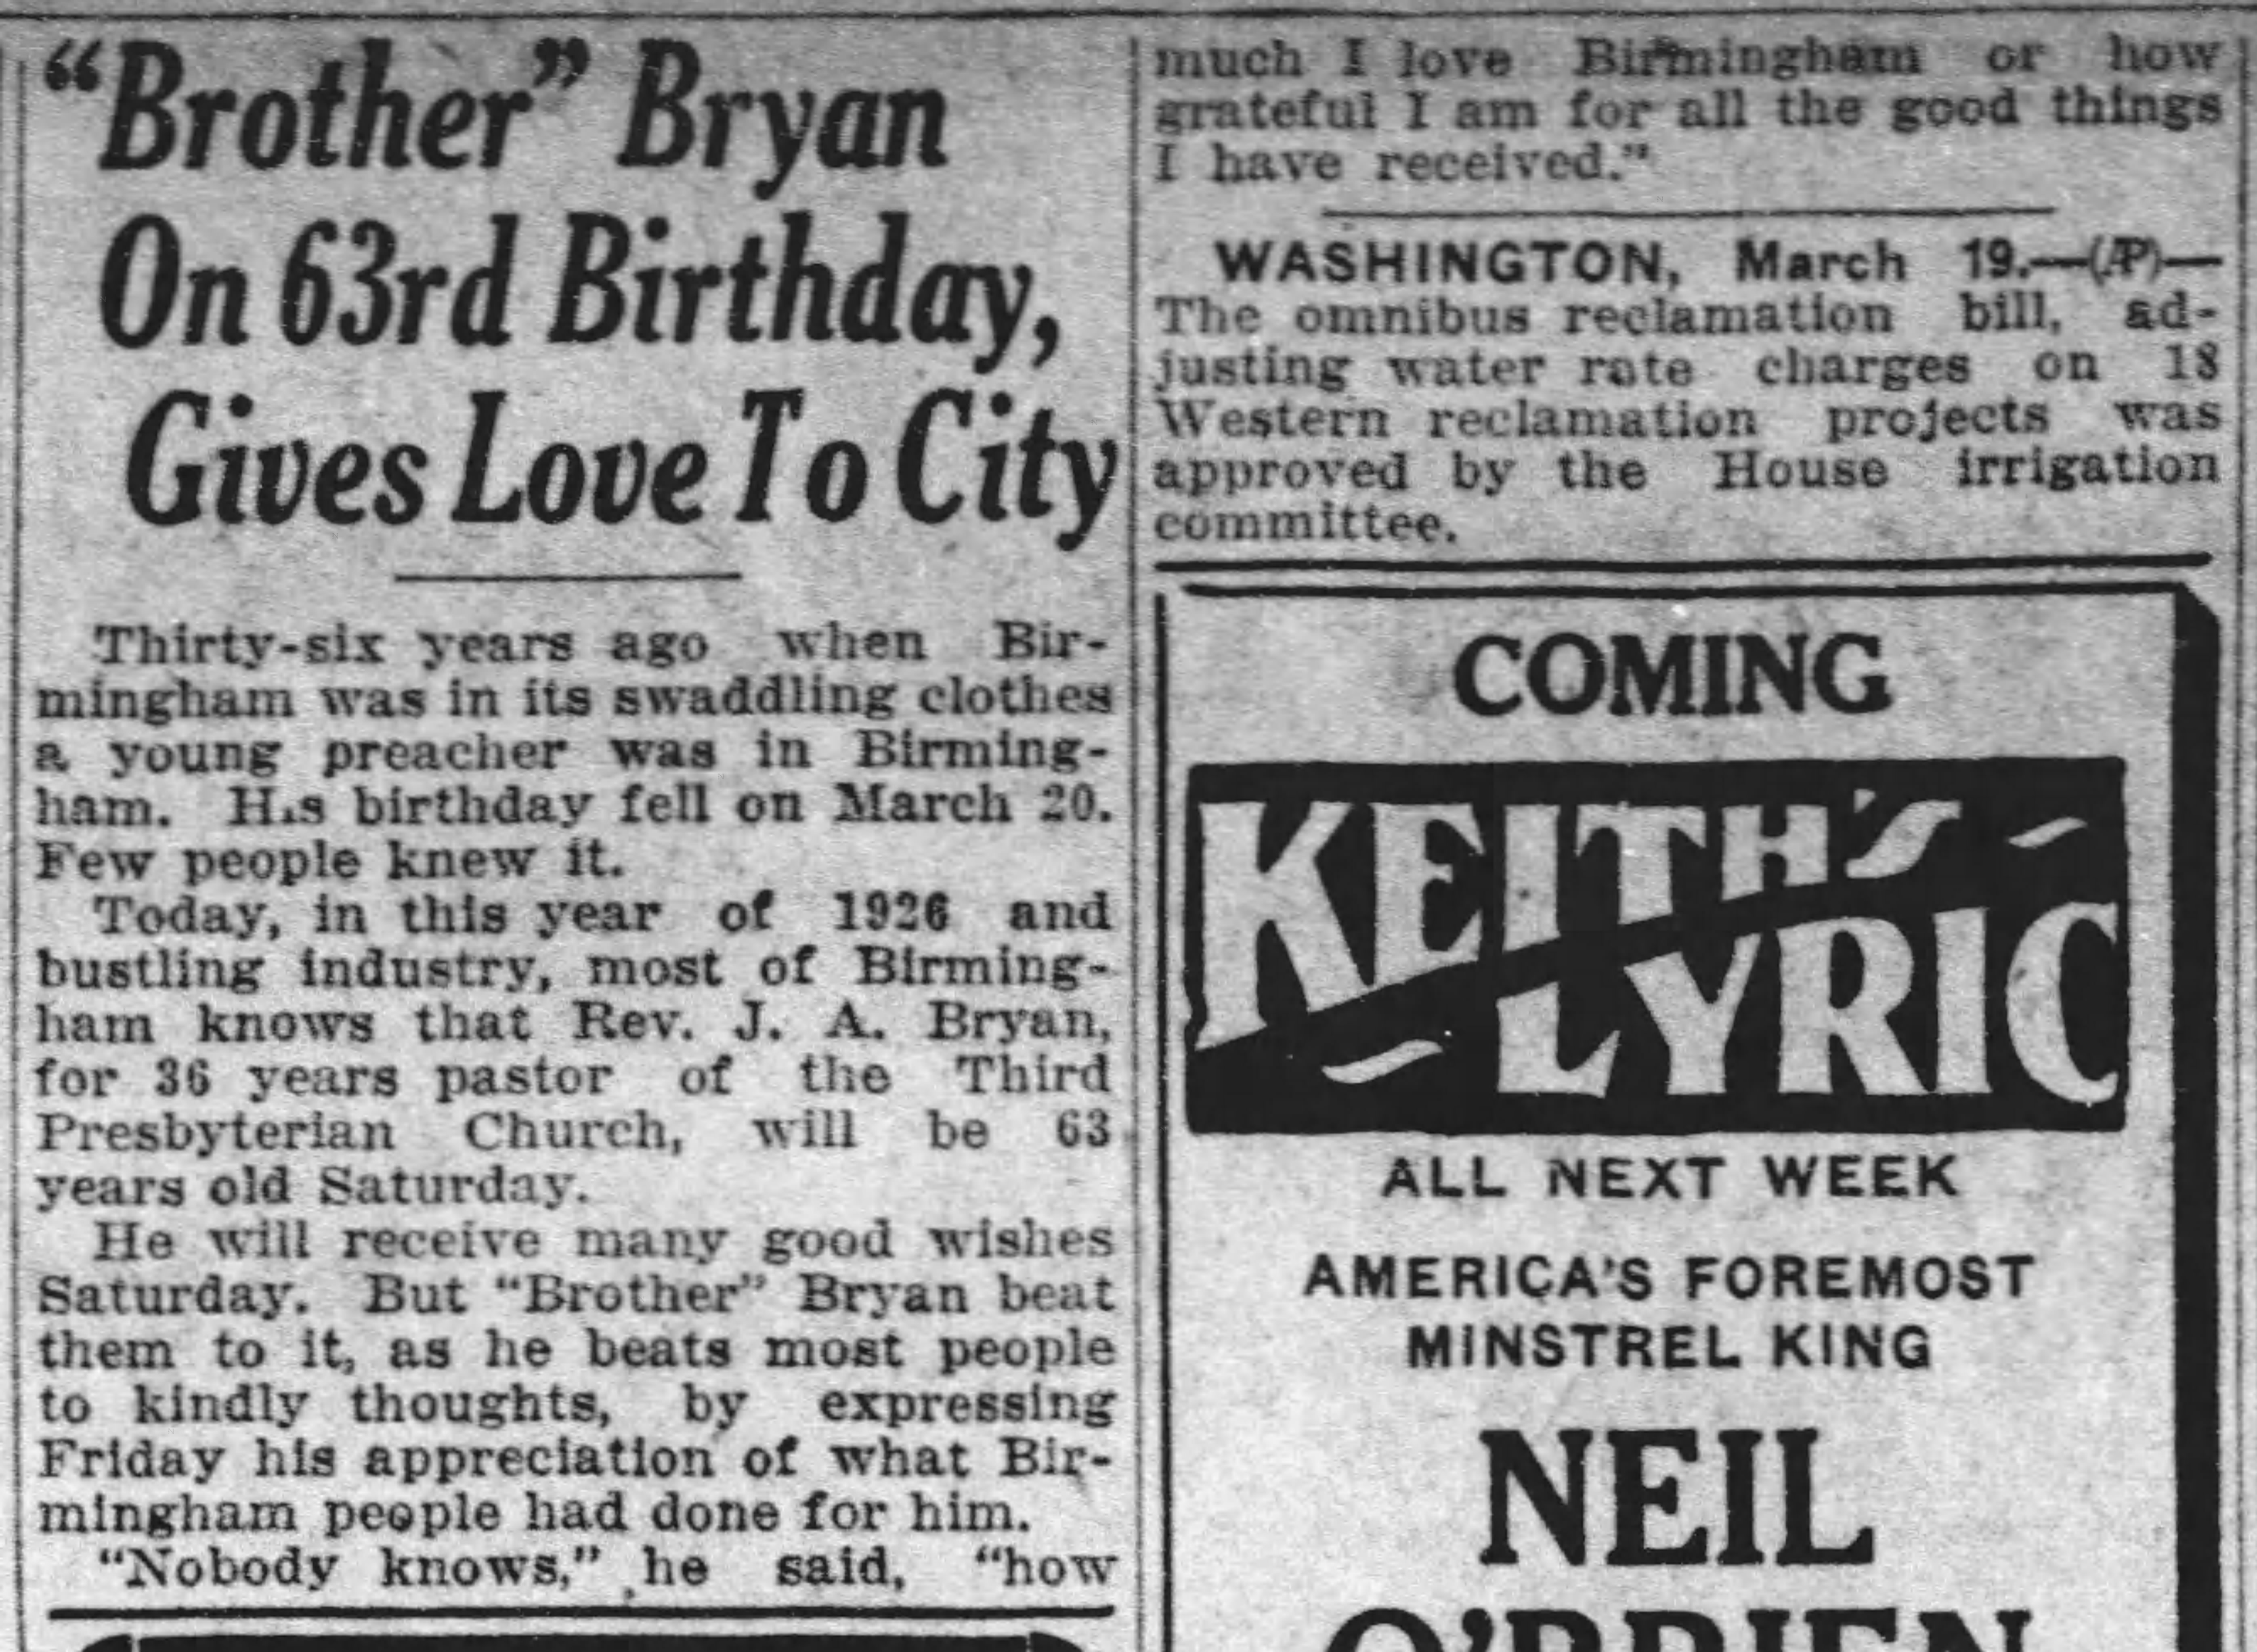 “Brother” Bryan
On 63rd Birthday,
Gives Love To City
Thirty-six years ago when Bir-
mingham was in its swaddling clothes
a young preacher was in Birming-
ham. His birthday fell on March 20.
Few people knew it.
Today, in this year of 1926 and
bustling industry, most of Birming-
ham knows that Rev. J. A. Bryan,
for 36 years pastor of the Third
Presbyterian Church, will be 63
years old Saturday.
He will receive many good wishes
Saturday. But “Brother” Bryan beat
them to it, as he beats most people
to kindly thoughts, by expressing
Friday his appreciation of what Bir-
mingham people had done for him.
“Nobody knows,” he said, “how
much I love Birmingham or how
grateful I am for all the good things
I have received.”
WASHINGTON, March 19.—(AP)—
The omnibus reclamation bill, ad-
justing water rate charges on 18
Western reclamation projects was
approved by the House irrigation
committee.
COMING
KEITH'S
LYRIC
ALL NEXT WEEK
AMERICA'S FOREMOST
MINSTREL KING
NEIL
O'BRIEN